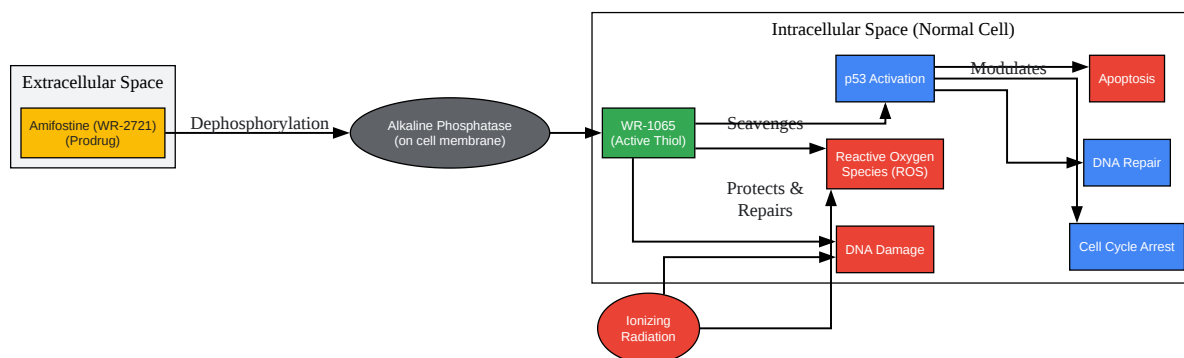 Intracellular Space (Normal Cell)
Extracellular Space
Amifostine (WR-2721)
(Prodrug)
Dephosphorylation
Alkaline Phosphatase
(on cell membrane)
WR-1065
(Active Thiol)
Scavenges
p53 Activation
Modulates
Apoptosis
Reactive Oxygen
Species (ROS)
DNA Repair
Protects &
Repairs
DNA Damage
Cell Cycle Arrest
Ionizing
Radiation